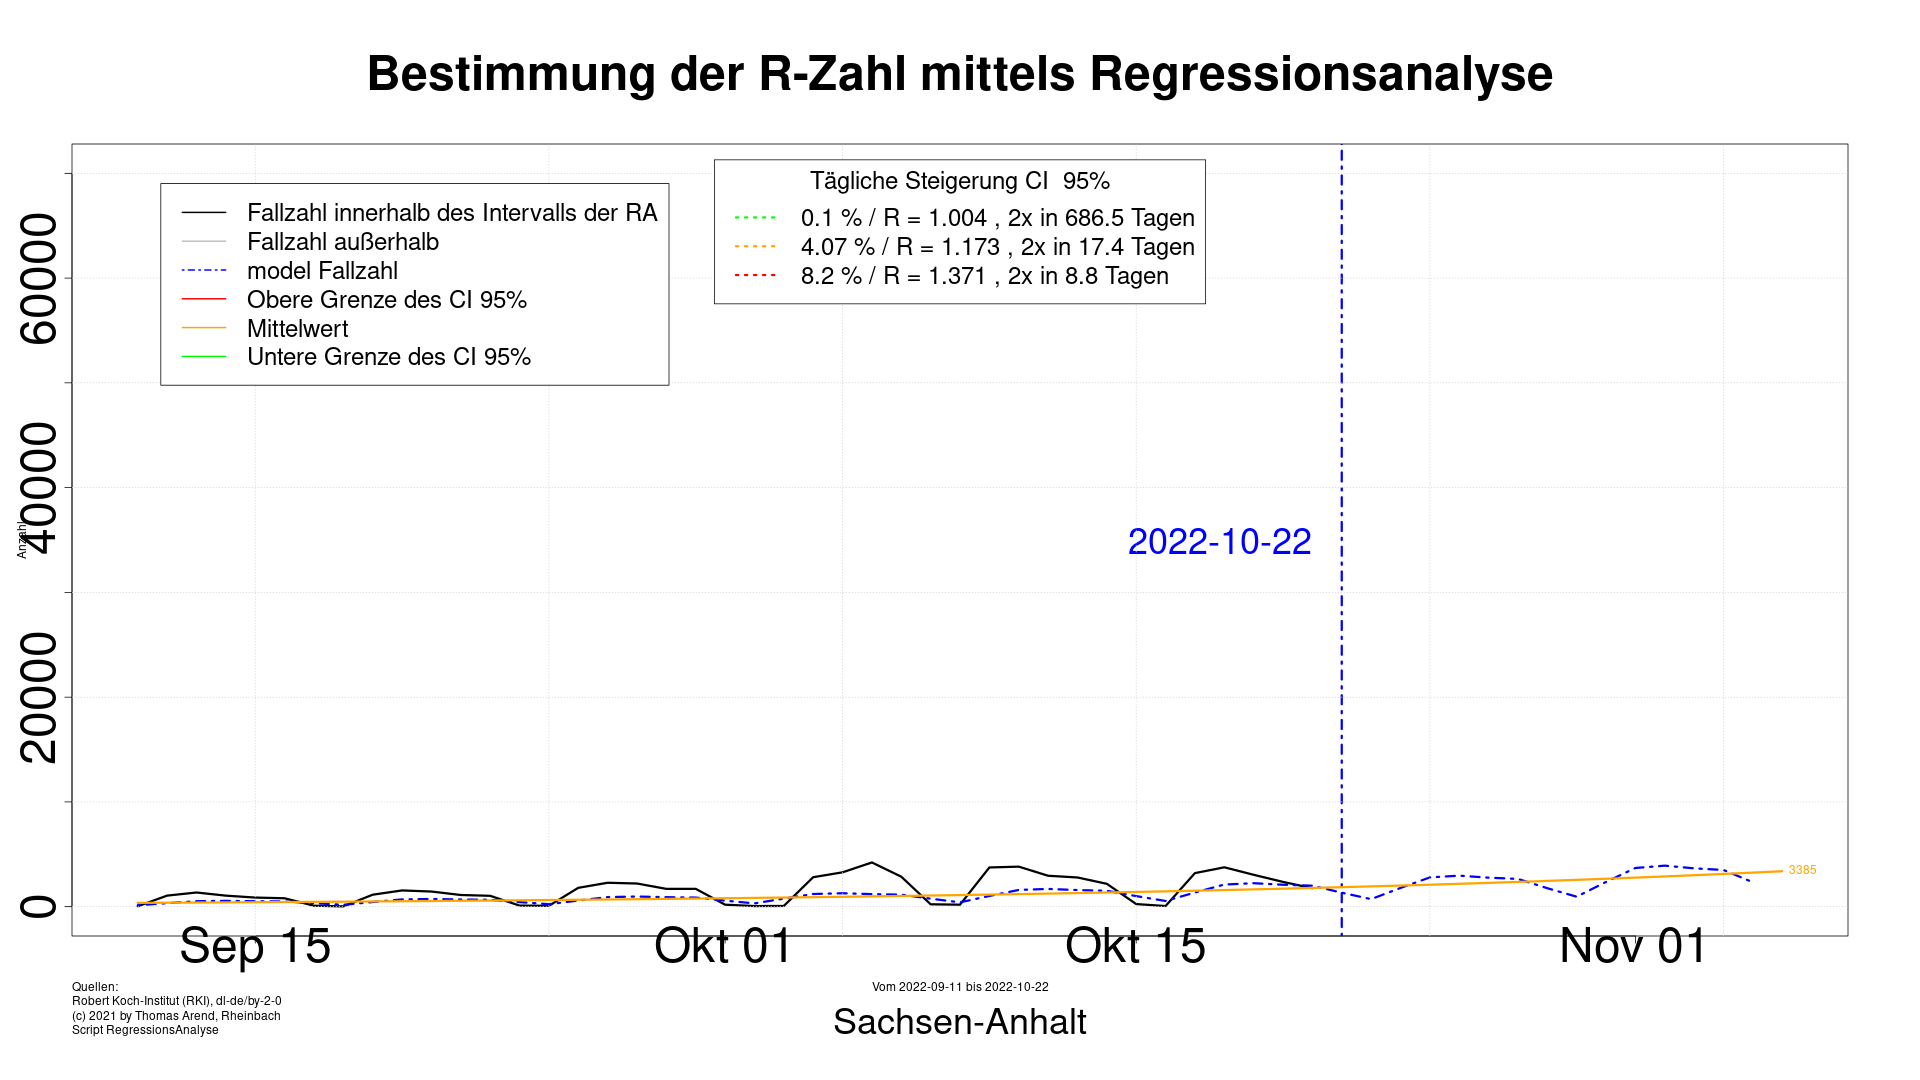 Bestimmung der R-Zahl mittels Regressionsanalyse
Fallzahl innerhalb des Intervalls der RA
Fallzahl außerhalb
model Fallzahl
Obere Grenze des CI 95%
Mittelwert
Untere Grenze des CI 95%
Tägliche Steigerung CI  95%
0.1 % / R = 1.004 , 2x in 686.5 Tagen
4.07 % / R = 1.173 , 2x in 17.4 Tagen
8.2 % / R = 1.371 , 2x in 8.8 Tagen
60000
40000
20000
0
Anzahl
2022-10-22
3385
Sep 15
Okt 01
Okt 15
Nov 01
Quellen:
Robert Koch-Institut (RKI), dl-de/by-2-0
(c) 2021 by Thomas Arend, Rheinbach
Script RegressionsAnalyse
Vom 2022-09-11 bis 2022-10-22
Sachsen-Anhalt